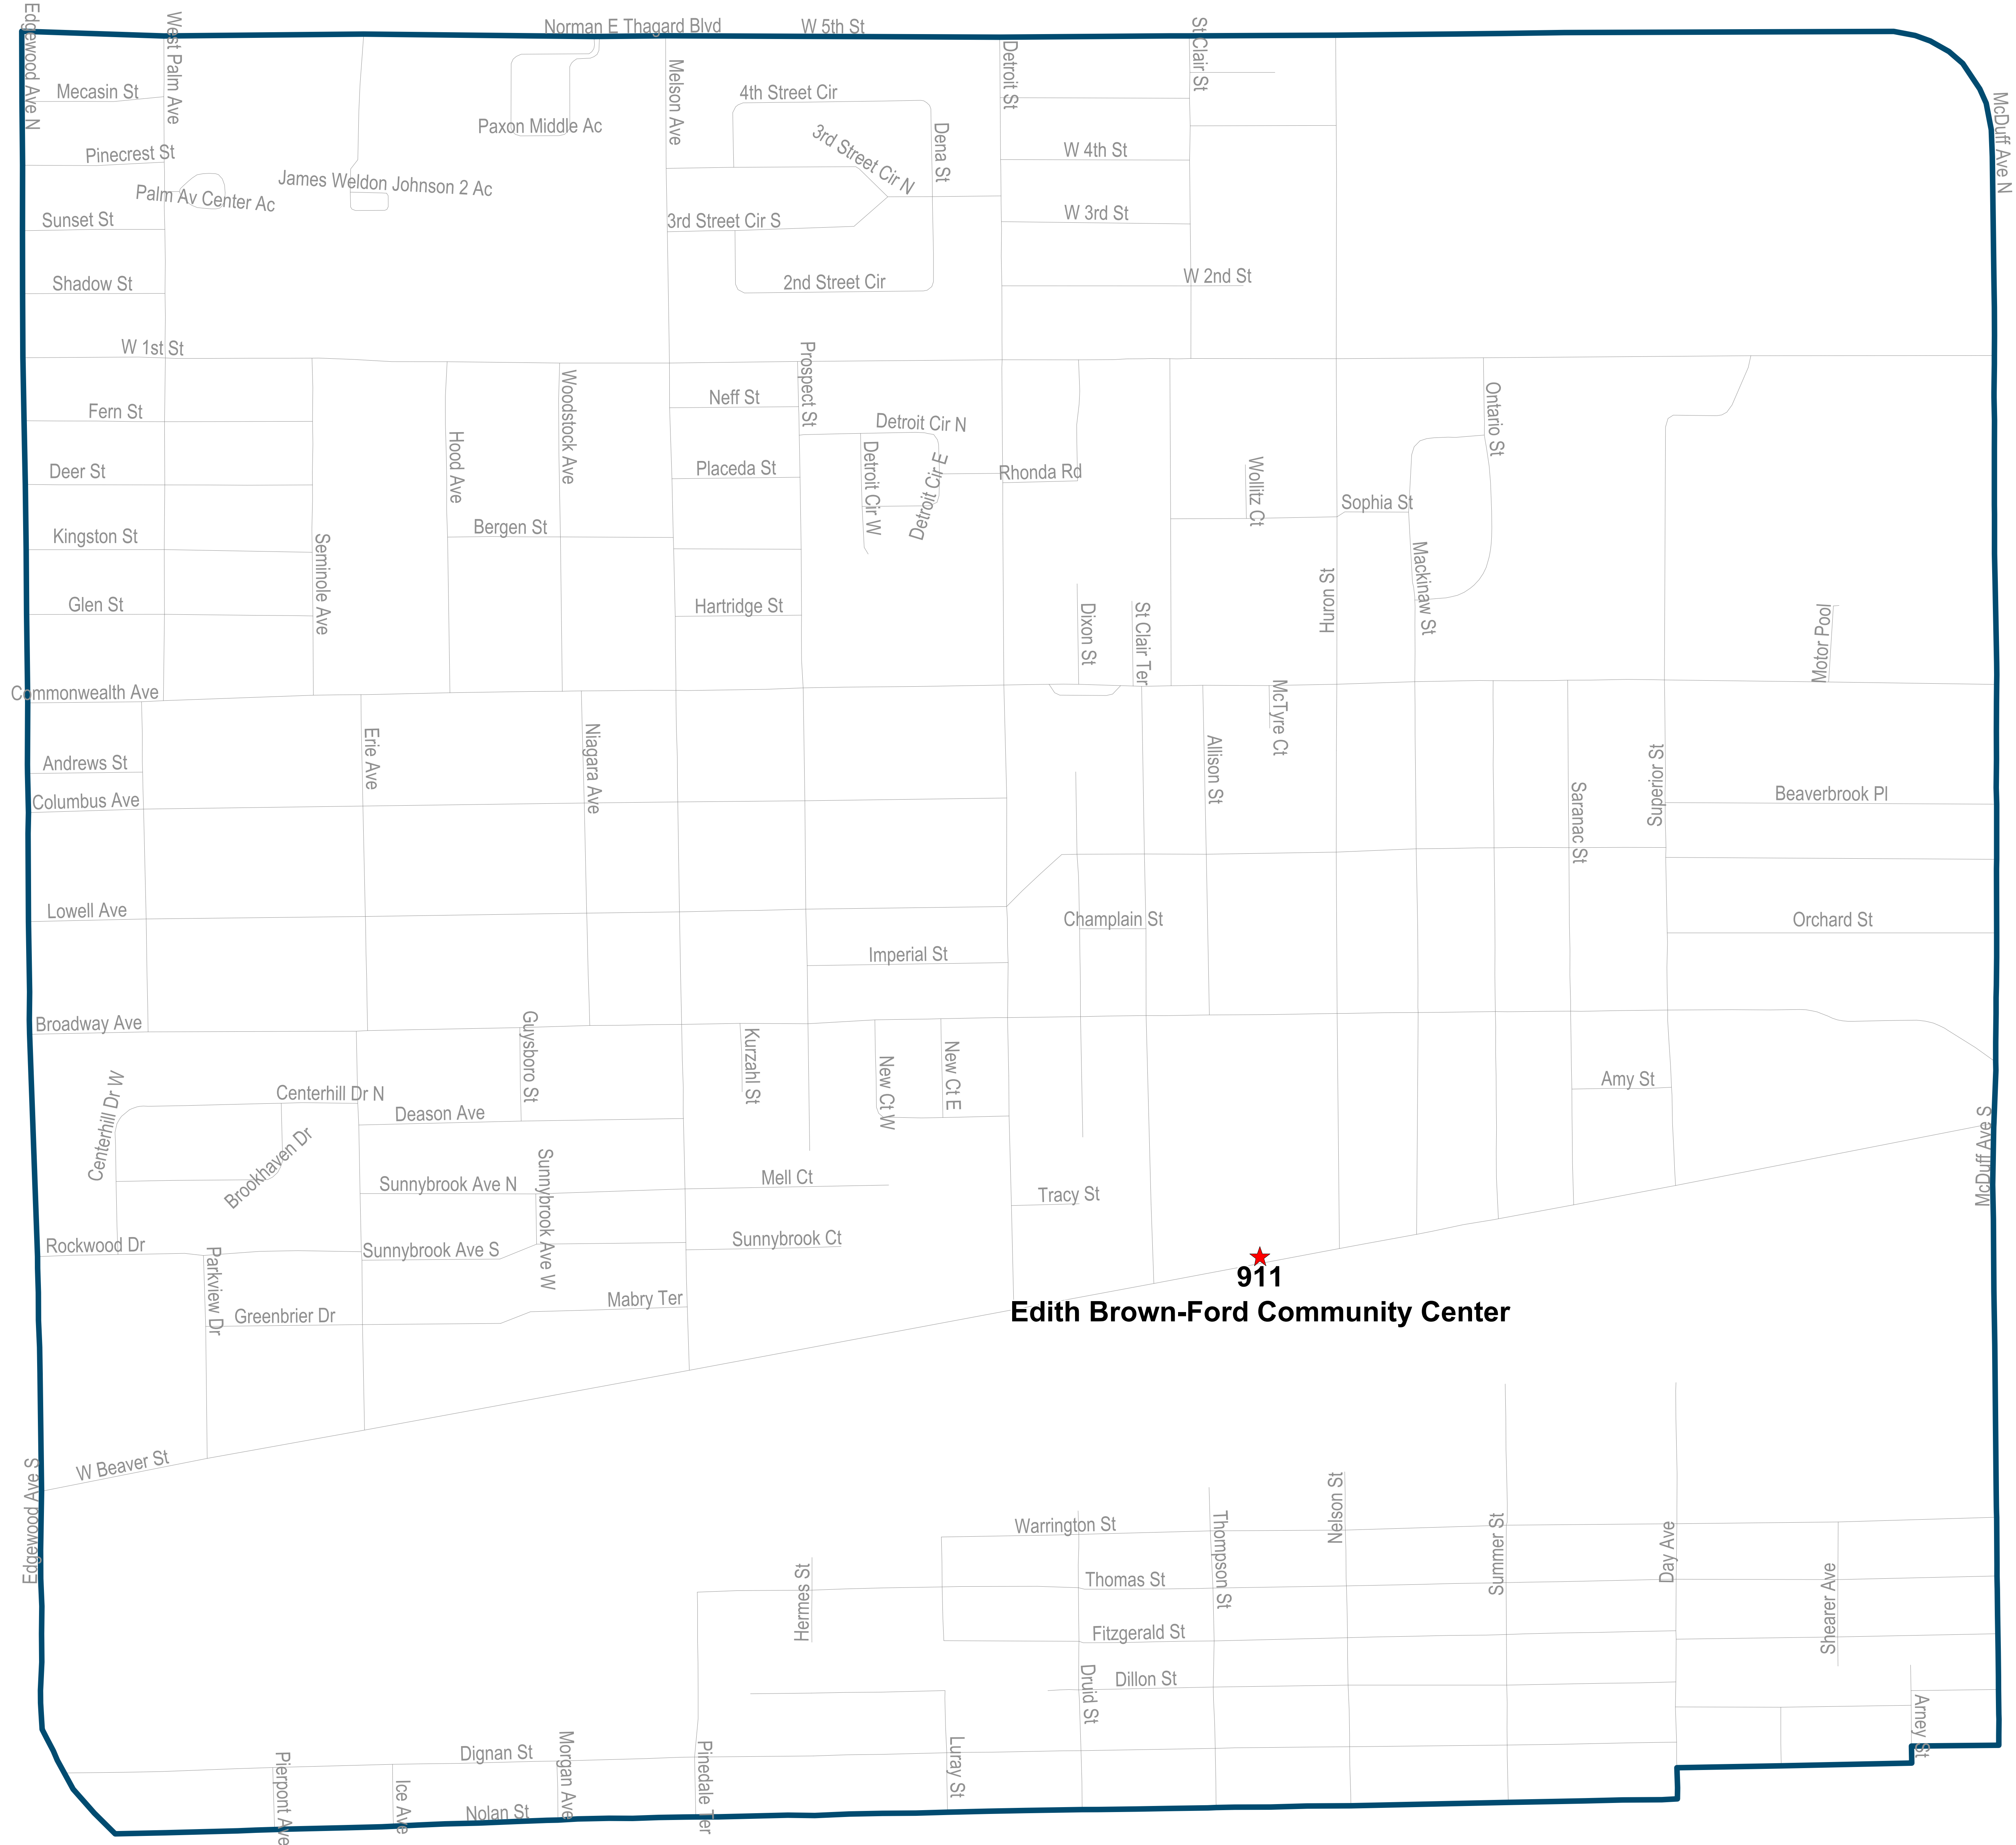 Edgewood Ave N
West Palm Ave
Norman E Thagard Blvd
W 5th St
St Clair St
Detroit St
Melson Ave
McDuff Ave N
Mecasin St
4th Street Cir
Paxon Middle Ac
3rd Street Cir N
Dena St
Pinecrest St
W 4th St
James Weldon Johnson 2 Ac
Palm Av Center Ac
Sunset St
3rd Street Cir S
W 3rd St
Shadow St
2nd Street Cir
W 2nd St
W 1st St
Prospect St
Woodstock Ave
Neff St
Ontario St
Fern St
Detroit Cir N
Hood Ave
Detroit Cir W
Detroit Cir E
Deer St
Placeda St
Rhonda Rd
Wollitz Ct
Sophia St
Kingston St
Bergen St
Seminole Ave
Mackinaw St
Huron St
Glen St
Hartridge St
Dixon St
St Clair Ter
Motor Pool
Commonwealth Ave
McTyre Ct
Erie Ave
Niagara Ave
Allison St
Superior St
Andrews St
Columbus Ave
Saranac St
Beaverbrook Pl
Lowell Ave
Champlain St
Orchard St
Imperial St
Broadway Ave
Guysboro St
Kurzahl St
New Ct W
New Ct E
Centerhill Dr W
Centerhill Dr N
Deason Ave
Amy St
McDuff Ave S
Brookhaven Dr
Sunnybrook Ave N
Sunnybrook Ave W
Mell Ct
Tracy St
Rockwood Dr
Parkview Dr
Sunnybrook Ave S
Sunnybrook Ct
911
Edith Brown-Ford Community Center
Greenbrier Dr
Mabry Ter
W Beaver St
Edgewood Ave S
Nelson St
Warrington St
Thompson St
Summer St
Day Ave
Hermes St
Thomas St
Shearer Ave
Fitzgerald St
Druid St
Dillon St
Arney St
Pierpont Ave
Ice Ave
Dignan St
Morgan Ave
Pinedale Ter
Luray St
Nolan St